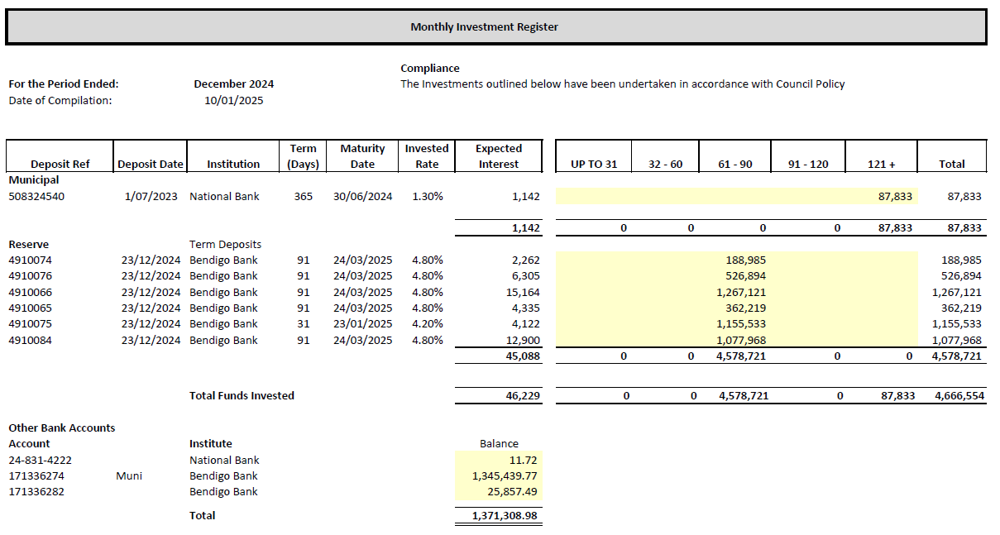 Monthly Investment Register
Compliance
For the Period Ended: December 2024 The Investments outlined below have been undertaken in accordance with Council Policy
Date of Compilation: 10/01/2025
Deposit Ref Deposit Date Institution Term (Days) Maturity Date Invested Rate Expected Interest UP TO 31 32 - 60 61 - 90 91 - 120 121 + Total
Municipal
508324540 1/07/2023 National Bank 365 30/06/2024 1.30% 1,142 87,833 87,833
1,142 0 0 0 0 87,833 87,833
Reserve Term Deposits
4910074 23/12/2024 Bendigo Bank 91 24/03/2025 4.80% 2,262 188,985 188,985
4910076 23/12/2024 Bendigo Bank 91 24/03/2025 4.80% 6,305 526,894 526,894
4910066 23/12/2024 Bendigo Bank 91 24/03/2025 4.80% 15,164 1,267,121 1,267,121
4910065 23/12/2024 Bendigo Bank 91 24/03/2025 4.80% 4,335 362,219 362,219
4910075 23/12/2024 Bendigo Bank 31 23/01/2025 4.20% 4,122 1,155,533 1,155,533
4910084 23/12/2024 Bendigo Bank 91 24/03/2025 4.80% 12,900 1,077,968 1,077,968
45,088 0 0 4,578,721 0 0 4,578,721
Total Funds Invested 46,229 0 0 4,578,721 0 87,833 4,666,554
Other Bank Accounts
Account Institute Balance
24-831-4222 National Bank 11.72
171336274 Muni Bendigo Bank 1,345,439.77
171336282 Bendigo Bank 25,857.49
Total 1,371,308.98